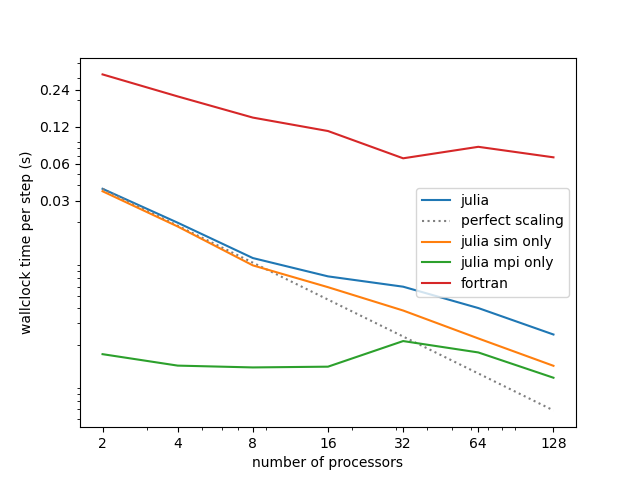 wallclock time per step (s)
0.24
0.12
0.06
0.03
julia
perfect scaling
julia sim only
julia mpi only
fortran
2 4 8 16 32 64 128
number of processors